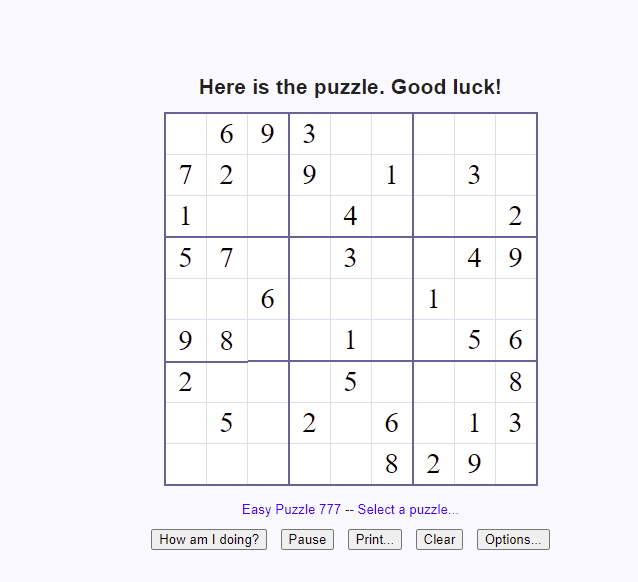 Here is the puzzle. Good luck!
6 9 3
7 2 9 1 3
1 4 2
5 7 3 4 9
6 1
9 8 1 5 6
2 5 8
5 2 6 1 3
8 2 9
Easy Puzzle 777 -- Select a puzzle...
How am I doing? Pause Print... Clear Options...